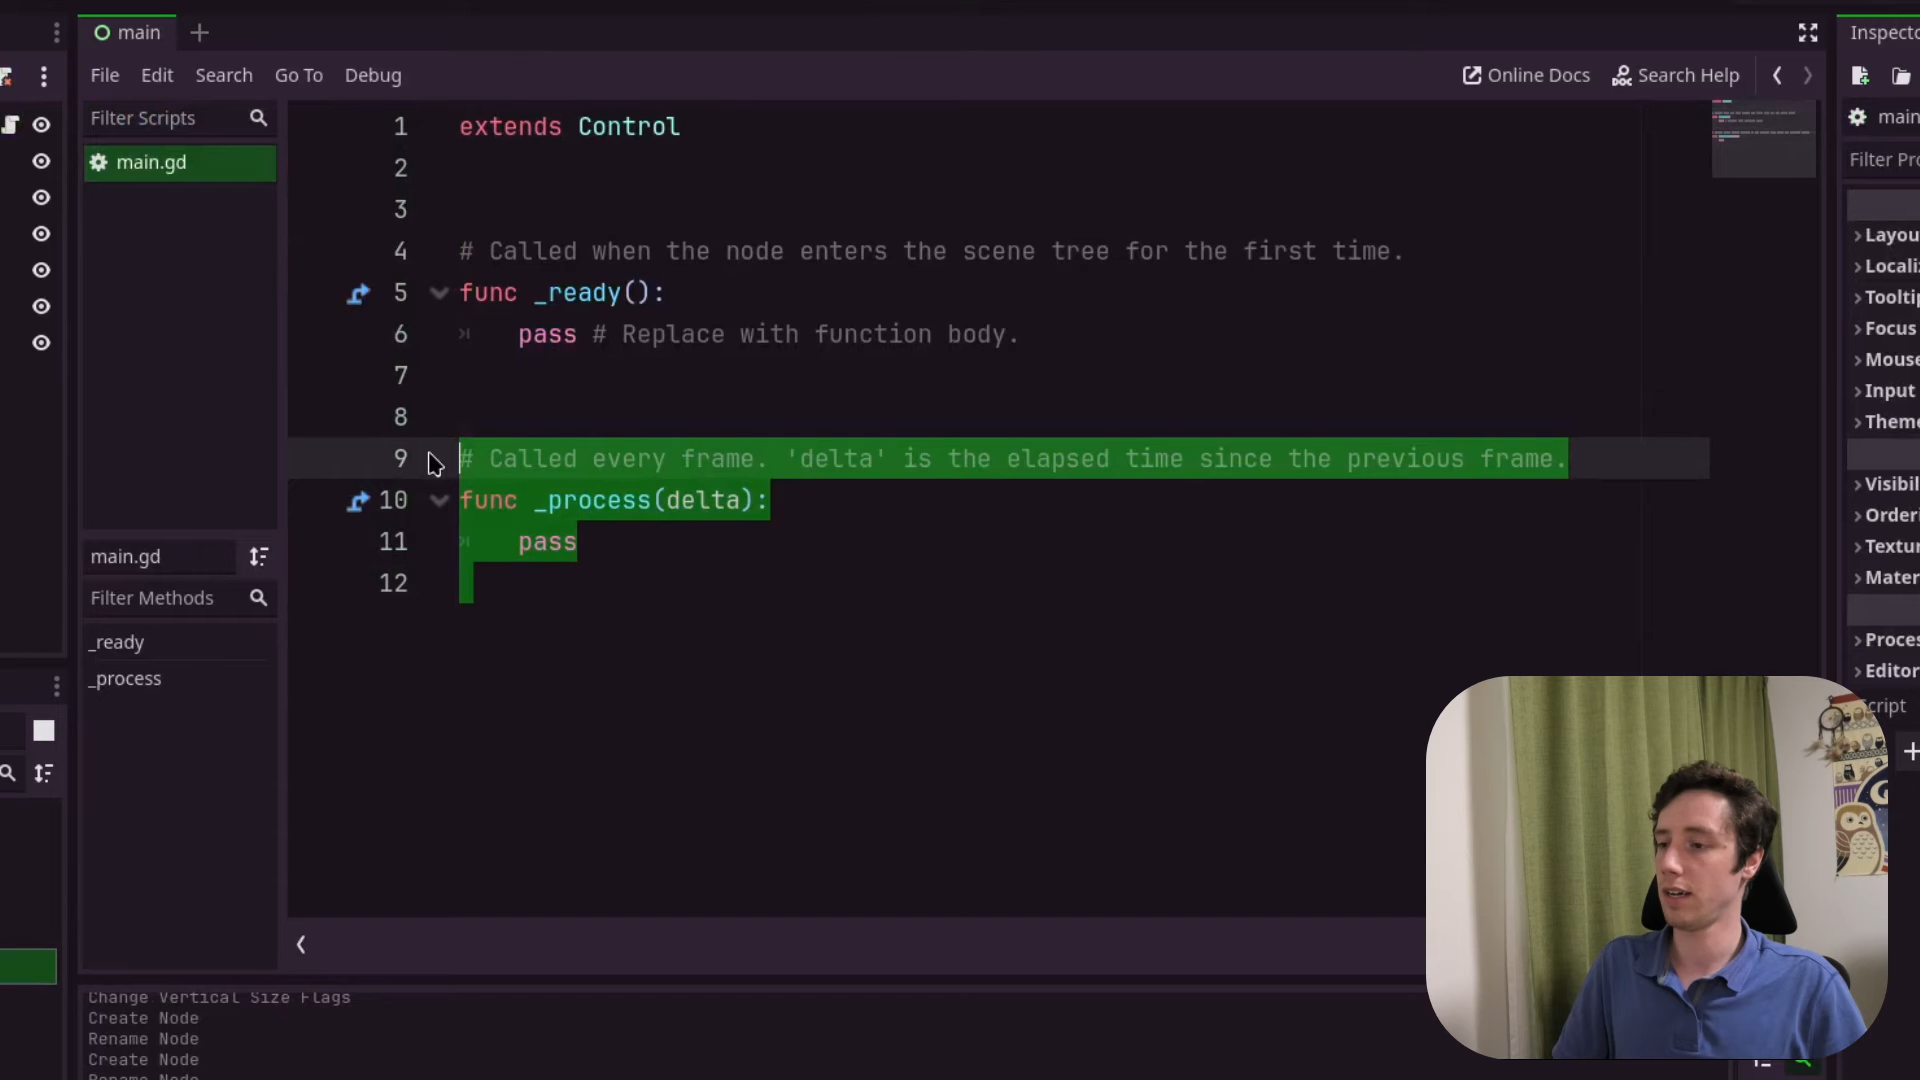 main
Inspecto
File Edit Search Go To Debug
Online Docs Search Help
Filter Scripts
main.gd
main
Filter Pro
1 extends Control
2
3
4 # Called when the node enters the scene tree for the first time.
5 func _ready():
6 pass # Replace with function body.
7
8
9 # Called every frame. 'delta' is the elapsed time since the previous frame.
10 func _process(delta):
11 pass
12
main.gd
Filter Methods
_ready
_process
Layou
Localiz
Tooltip
Focus
Mouse
Input
Theme
Visibil
Orderi
Textur
Mater
Proces
Editor
cript
Change Vertical Size Flags
Create Node
Rename Node
Create Node
Rename Node